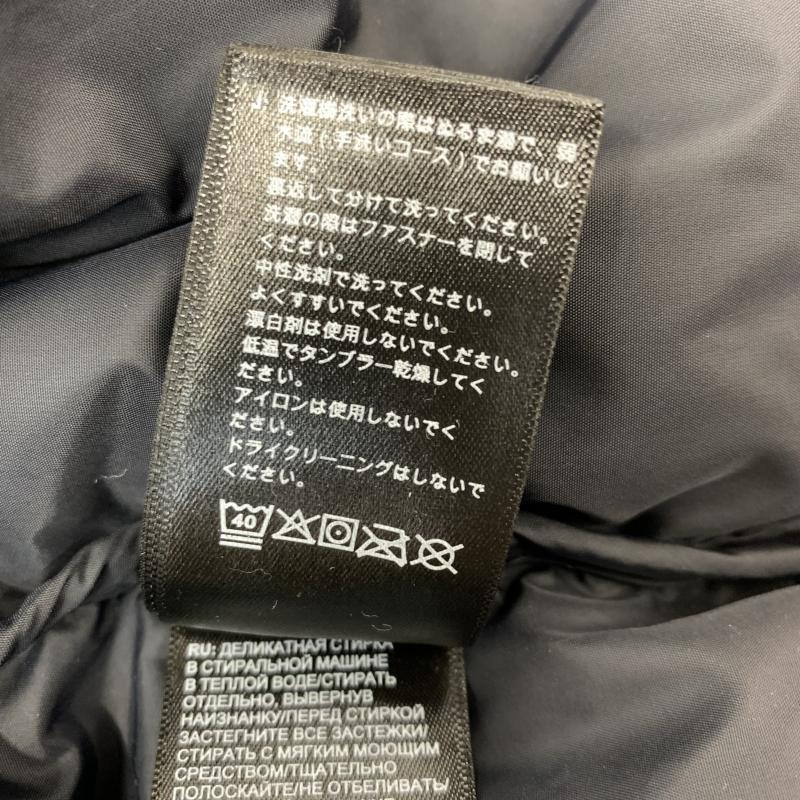 J: 洗濯機洗いの際はぬるま湯で、弱
水流(手洗いコース)でお願いし
ます。
裏返して分けて洗ってください。
洗濯の際はファスナーを閉じて
ください。
中性洗剤で洗ってください。
よくすすいでください。
漂白剤は使用しないでください。
低温でタンブラー乾燥してく
ださい。
アイロンは使用しないでく
ださい。
ドライクリーニングはしないで
ください。
40
RU: ДЕЛИКАТНАЯ СТИРКА
В СТИРАЛЬНОЙ МАШИНЕ
В ТЕПЛОЙ ВОДЕ/СТИРАТЬ
ОТДЕЛЬНО, ВЫВЕРНУВ
НАИЗНАНКУ/ПЕРЕД СТИРКОЙ
ЗАСТЕГНИТЕ ВСЕ ЗАСТЕЖКИ/
СТИРАТЬ С МЯГКИМ МОЮЩИМ
СРЕДСТВОМ/ТЩАТЕЛЬНО
ПОЛОСКАЙТЕ/НЕ ОТБЕЛИВАТЬ/